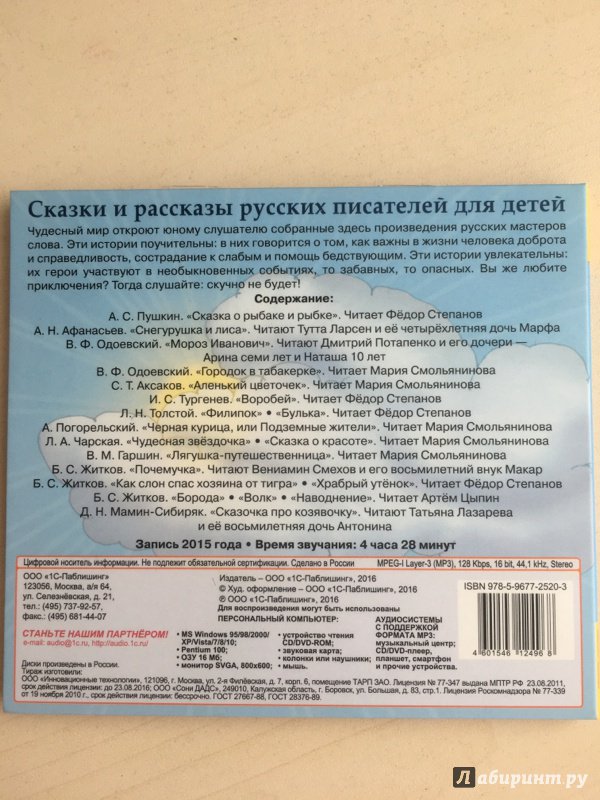 Сказки и рассказы русских писателей для детей
Чудесный мир откроют юному слушателю собранные здесь произведения русских мастеров
слова. Эти истории поучительны: в них говорится о том, как важны в жизни человека доброта
и справедливость, сострадание к слабым и помощь бедствующим. Эти истории увлекательны:
их герои участвуют в необыкновенных событиях, то забавных, то опасных. Вы же любите
приключения? Тогда слушайте: скучно не будет!
Содержание:
А. С. Пушкин. «Сказка о рыбаке и рыбке». Читает Фёдор Степанов
А. Н. Афанасьев. «Снегурушка и лиса». Читают Тутта Ларсен и её четырёхлетняя дочь Марфа
В. Ф. Одоевский. «Мороз Иванович». Читают Дмитрий Потапенко и его дочери —
Арина семи лет и Наташа 10 лет
В. Ф. Одоевский. «Городок в табакерке». Читает Мария Смольянинова
С. Т. Аксаков. «Аленький цветочек». Читает Мария Смольянинова
И. С. Тургенев. «Воробей». Читает Фёдор Степанов
Л. Н. Толстой. «Филипок» • «Булька». Читает Фёдор Степанов
А. Погорельский. «Черная курица, или Подземные жители». Читает Мария Смольянинова
Л. А. Чарская. «Чудесная звёздочка» • «Сказка о красоте». Читает Мария Смольянинова
В. М. Гаршин. «Лягушка-путешественница». Читает Мария Смольянинова
Б. С. Житков. «Почемучка». Читают Вениамин Смехов и его восьмилетний внук Макар
Б. С. Житков. «Как слон спас хозяина от тигра» • «Храбрый утёнок». Читает Фёдор Степанов
Б. С. Житков. «Борода» • «Волк» • «Наводнение». Читает Артём Цыпин
Д. Н. Мамин-Сибиряк. «Сказочка про козявочку». Читают Татьяна Лазарева
и её восьмилетняя дочь Антонина
Запись 2015 года • Время звучания: 4 часа 28 минут
Цифровой носитель информации. Не подлежит обязательной сертификации. Сделано в России
MPEG-I Layer-3 (MP3), 128 Kbps, 16 bit, 44,1 kHz, Stereo
ООО «1С-Паблишинг»
123056, Москва, а/я 64,
ул. Селезнёвская, д. 21,
тел.: (495) 737-92-57,
факс.: (495) 681-44-07
СТАНЬТЕ НАШИМ ПАРТНЁРОМ!
e-mail: audio@1c.ru, http://audio.1c.ru/
Издатель – ООО «1С-Паблишинг», 2016
© Худ. оформление – ООО «1С-Паблишинг», 2016
℗ ООО «1С-Паблишинг», 2016
Для воспроизведения могут быть использованы
ПЕРСОНАЛЬНЫЙ КОМПЬЮТЕР:
• MS Windows 95/98/2000/
XP/Vista/7/8/10;
• Pentium 100;
• ОЗУ 16 Мб;
• монитор SVGA, 800х600;
• устройство чтения
CD/DVD-ROM;
• звуковая карта;
• колонки или наушники;
• мышь.
АУДИОСИСТЕМЫ
С ПОДДЕРЖКОЙ
ФОРМАТА MP3:
музыкальный центр;
CD/DVD-плеер,
планшет, смартфон
и прочие устройства.
ISBN 978-5-9677-2520-3
4 601546 124968
Диски произведены в России.
Тираж изготовили:
ООО «Инновационные технологии», 121096, г. Москва, ул. 2-я Филёвская, д. 7, корп. 6, помещение ТАРП ЗАО. Лицензия № 77-347 выдана МПТР РФ 23.08.2011,
срок действия лицензии: до 23.08.2016; ООО «Сони ДАДС», 249010, Калужская область, г. Боровск, ул. Большая, д. 83, стр.1. Лицензия Роскомнадзора № 77-339
от 19 ноября 2010 г., срок действия лицензии: бессрочно. ГОСТ 27667-88, ГОСТ 28376-89.
Лабиринт.ру